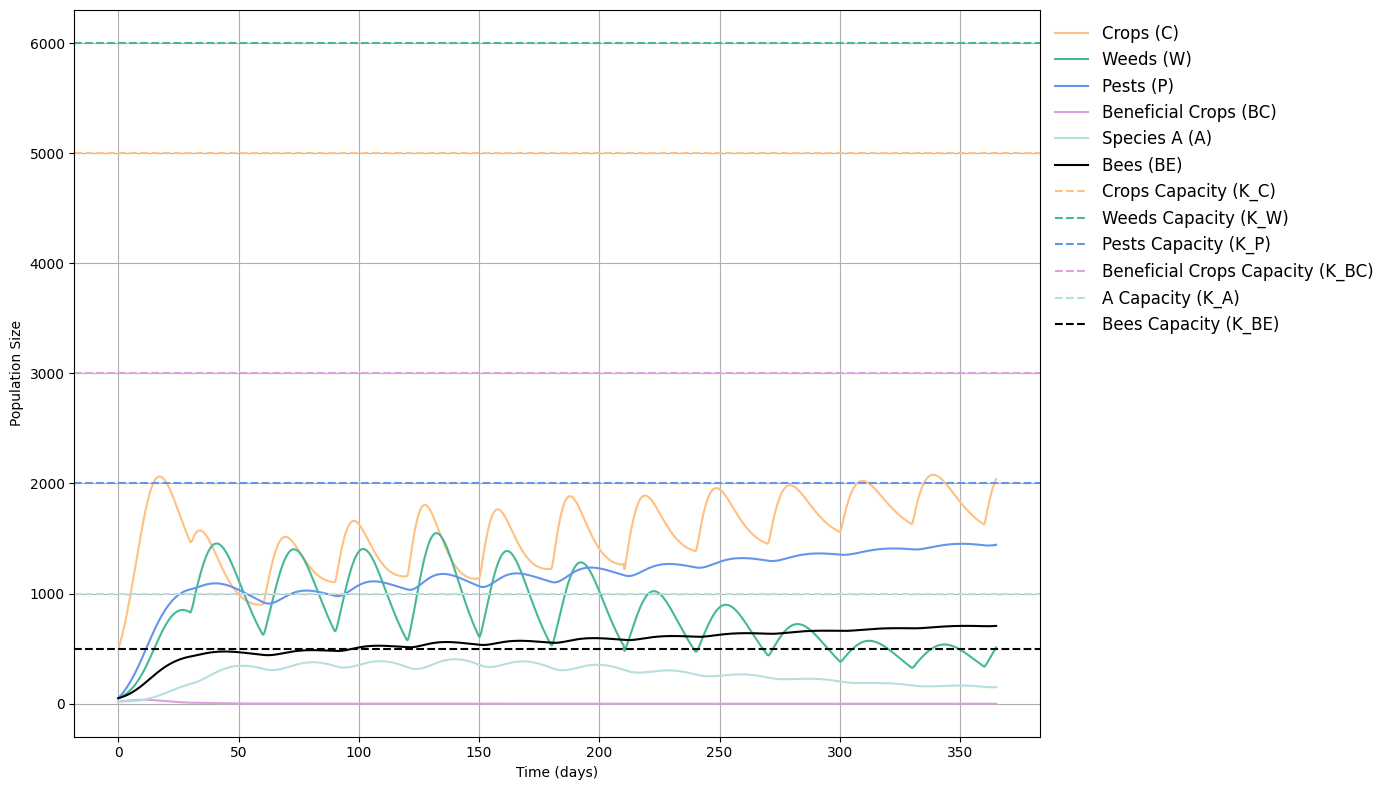 6000
5000
4000
3000
2000
1000
0
Population Size
0 50 100 150 200 250 300 350
Time (days)
Crops (C)
Weeds (W)
Pests (P)
Beneficial Crops (BC)
Species A (A)
Bees (BE)
Crops Capacity (K_C)
Weeds Capacity (K_W)
Pests Capacity (K_P)
Beneficial Crops Capacity (K_BC)
A Capacity (K_A)
Bees Capacity (K_BE)